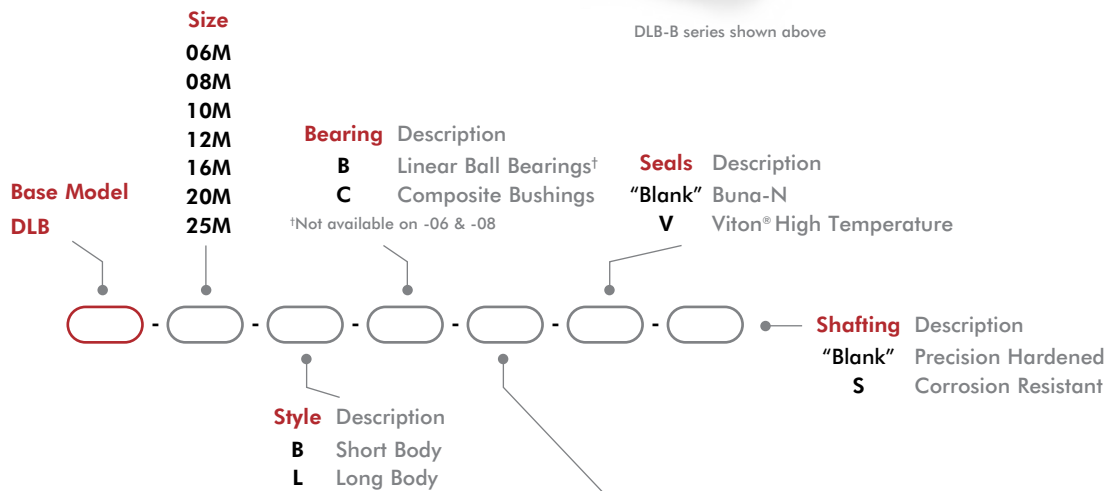 DLB-B series shown above
Size
06M
08M
10M
12M
16M
20M
25M
Base Model
DLB
Bearing Description
B Linear Ball Bearings†
C Composite Bushings
†Not available on -06 & -08
Seals Description
“Blank” Buna-N
V Viton® High Temperature
- - - - - -
Shafting Description
“Blank” Precision Hardened
S Corrosion Resistant
Style Description
B Short Body
L Long Body